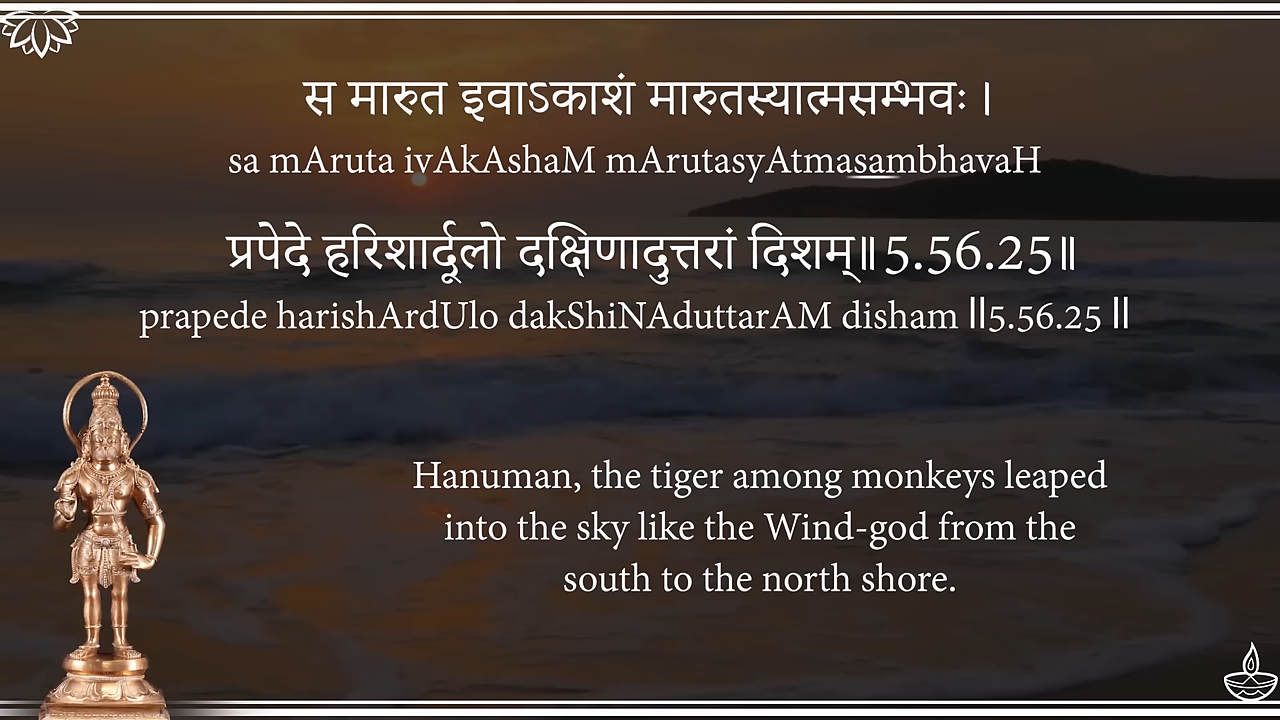 स मारुत इवाऽकाशं मारुतस्यात्मसम्भवः ।
sa mAruta ivAkAshaM mArutasyAtmasambhavaH
प्रपेदे हरिशार्दूलो दक्षिणादुत्तरां दिशम्॥5.56.25॥
prapede harishArdUlo dakShiNAduttarAM disham ॥5.56.25॥
Hanuman, the tiger among monkeys leaped
into the sky like the Wind-god from the
south to the north shore.